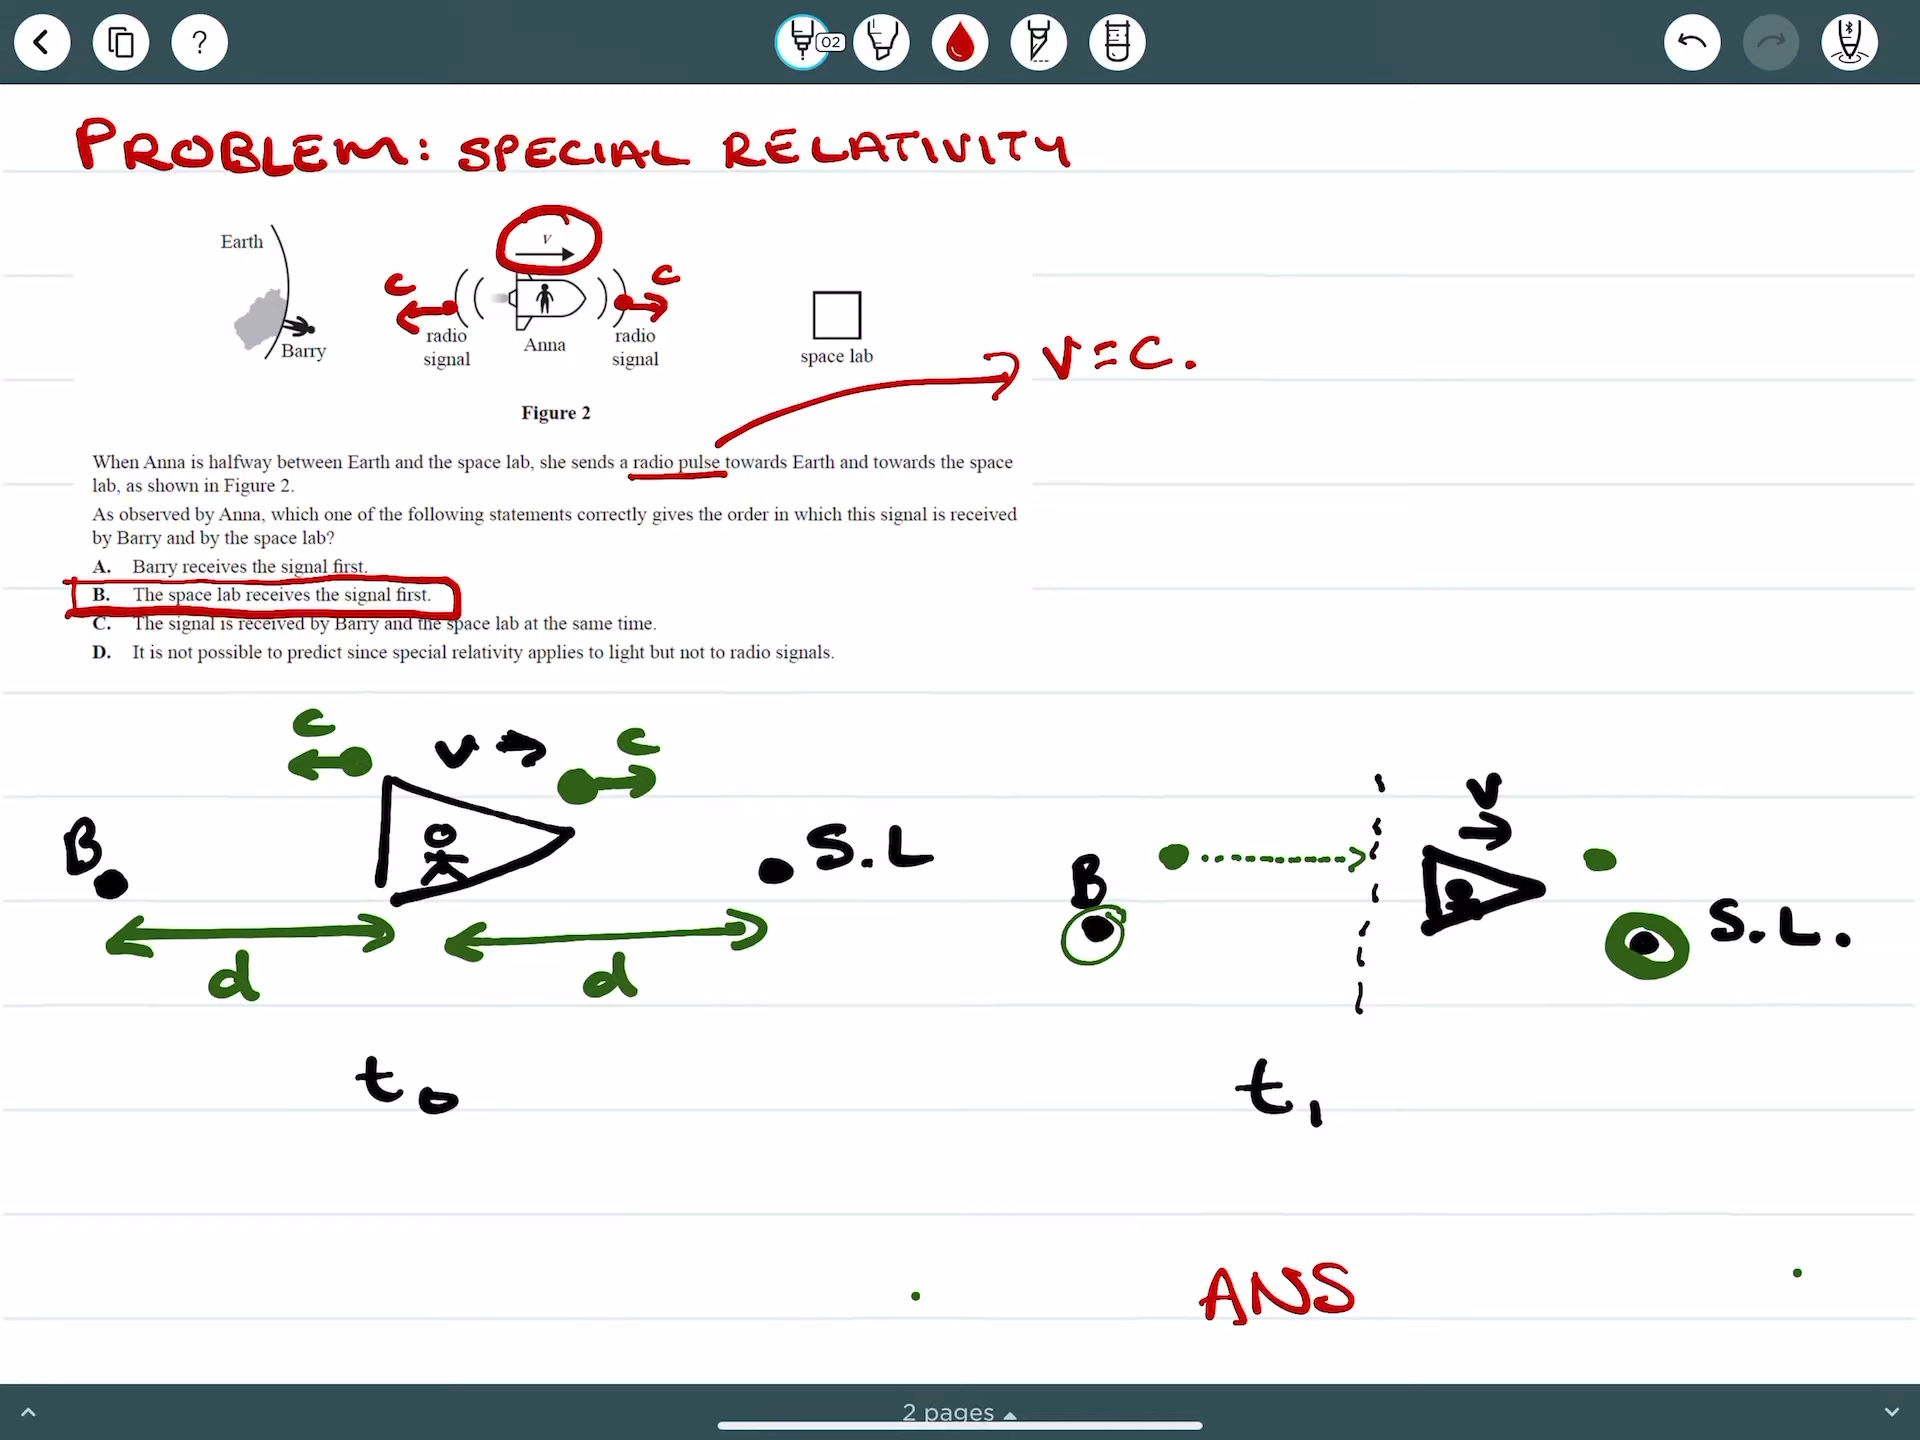 ?
02
PROBLEM: SPECIAL RELATIVITY
Earth
v
C
C
radio signal
Anna
radio signal
Barry
space lab
V = C.
Figure 2
When Anna is halfway between Earth and the space lab, she sends a radio pulse towards Earth and towards the space
lab, as shown in Figure 2.
As observed by Anna, which one of the following statements correctly gives the order in which this signal is received
by Barry and by the space lab?
A. Barry receives the signal first.
B. The space lab receives the signal first.
C. The signal is received by Barry and the space lab at the same time.
D. It is not possible to predict since special relativity applies to light but not to radio signals.
C
v
C
B
S.L
d
d
t0
v
B
S.L.
t1
ANS
2 pages